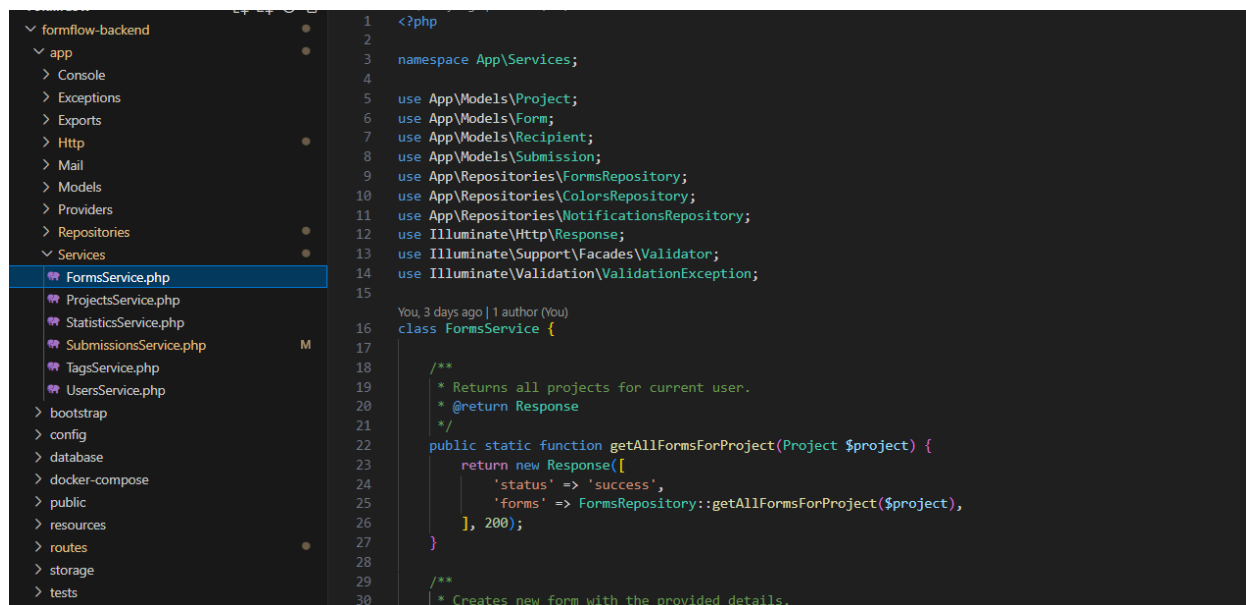 formflow-backend
app
Console
Exceptions
Exports
Http
Mail
Models
Providers
Repositories
Services
FormsService.php
ProjectsService.php
StatisticsService.php
SubmissionsService.php M
TagsService.php
UsersService.php
bootstrap
config
database
docker-compose
public
resources
routes
storage
tests
1 <?php
2
3 namespace App\Services;
4
5 use App\Models\Project;
6 use App\Models\Form;
7 use App\Models\Recipient;
8 use App\Models\Submission;
9 use App\Repositories\FormsRepository;
10 use App\Repositories\ColorsRepository;
11 use App\Repositories\NotificationsRepository;
12 use Illuminate\Http\Response;
13 use Illuminate\Support\Facades\Validator;
14 use Illuminate\Validation\ValidationException;
15
You, 3 days ago | 1 author (You)
16 class FormsService {
17
18 /**
19 * Returns all projects for current user.
20 * @return Response
21 */
22 public static function getAllFormsForProject(Project $project) {
23 return new Response([
24 'status' => 'success',
25 'forms' => FormsRepository::getAllFormsForProject($project),
26 ], 200);
27 }
28
29 /**
30 * Creates new form with the provided details.